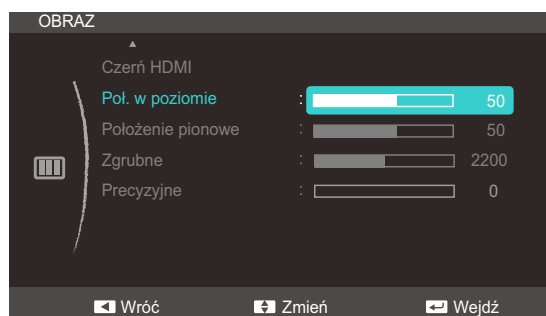 OBRAZ
Czerń HDMI
Poł. w poziomie : 50
Położenie pionowe : 50
Zgrubne : 2200
Precyzyjne : 0
Wróć Zmień Wejdź